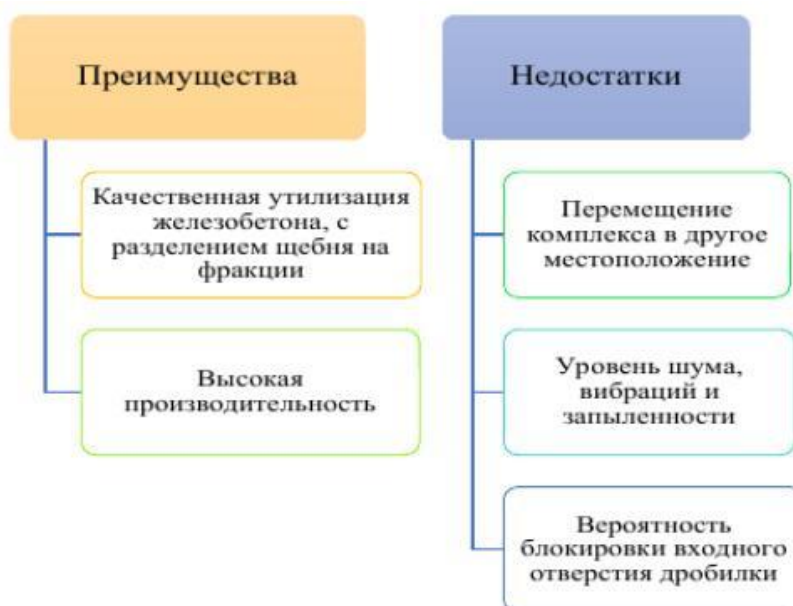 Преимущества
Качественная утилизация
железобетона, с
разделением щебня на
фракции
Высокая
производительность
Недостатки
Перемещение
комплекса в другое
местоположение
Уровень шума,
вибраций и
запыленности
Вероятность
блокировки входного
отверстия дробилки